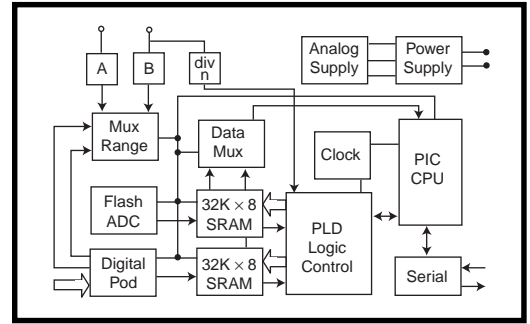 A
B
div
n
Analog
Supply
Power
Supply
Mux
Range
Data
Mux
Clock
PIC
CPU
Flash
ADC
32K × 8
SRAM
PLD
Logic
Control
Digital
Pod
32K × 8
SRAM
Serial